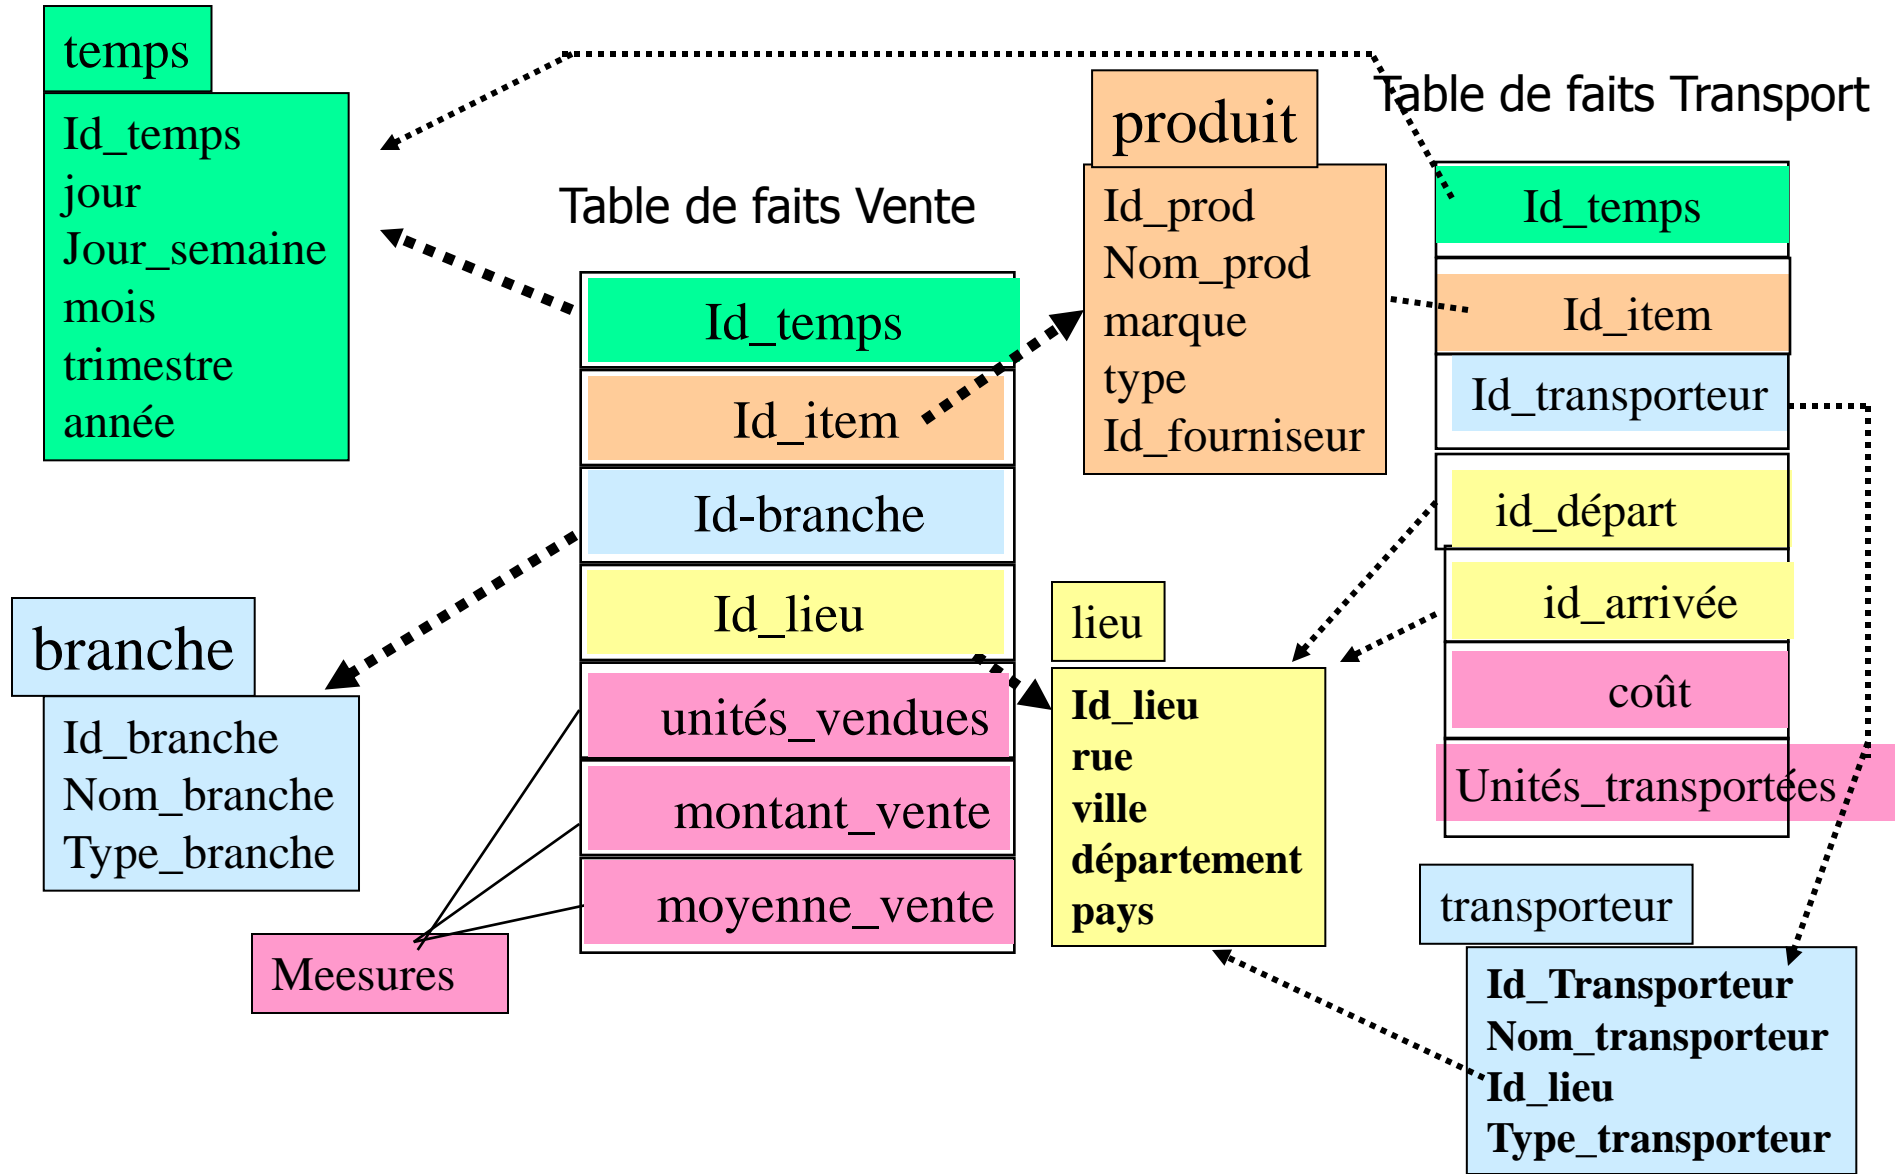 temps
Id_temps
jour
Jour_semaine
mois
trimestre
année
Table de faits Vente
Id_temps
Id_item
Id-branche
Id_lieu
unités_vendues
montant_vente
moyenne_vente
branche
Id_branche
Nom_branche
Type_branche
Meesures
produit
Id_prod
Nom_prod
marque
type
Id_fourniseur
lieu
Id_lieu
rue
ville
département
pays
Table de faits Transport
Id_temps
Id_item
Id_transporteur
id_départ
id_arrivée
coût
Unités_transportées
transporteur
Id_Transporteur
Nom_transporteur
Id_lieu
Type_transporteur